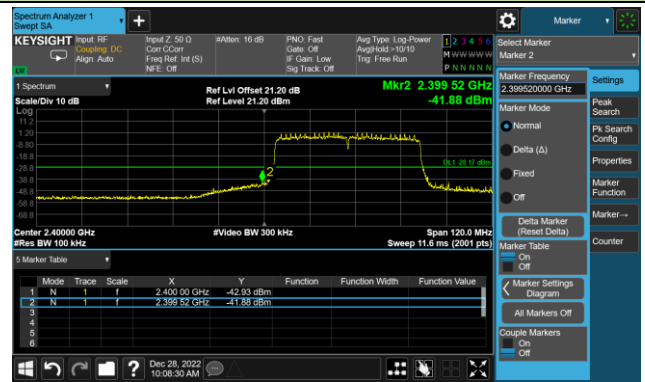 Spectrum Analyzer 1
Swept SA
+
Marker
KEYSIGHT Input: RF
Coupling: DC
Align: Auto
Input Z: 50 Ω
Corr CCorr
Freq Ref: Int (S)
NFE: Off
#Atten: 16 dB
PNO: Fast
Gate: Off
IF Gain: Low
Sig Track: Off
Avg Type: Log-Power
Avg|Hold:>10/10
Trig: Free Run
1 2 3 4 5 6
M W W W W W
P N N N N N
LW
Select Marker
Marker 2
1 Spectrum
Scale/Div 10 dB
Ref Lvl Offset 21.20 dB
Ref Level 21.20 dBm
Mkr2 2.399 52 GHz
-41.88 dBm
Log
11.2
1.20
-8.80
-18.8
-28.8
-38.8
-48.8
-58.8
-68.8
DL1 -28.17 dBm
2
Center 2.40000 GHz
#Res BW 100 kHz
#Video BW 300 kHz
Span 120.0 MHz
Sweep 11.6 ms (2001 pts)
5 Marker Table
Mode Trace Scale X Y Function Function Width Function Value
1 N 1 f 2.400 00 GHz -42.93 dBm
2 N 1 f 2.399 52 GHz -41.88 dBm
3
4
5
6
Marker Frequency
2.399520000 GHz
Marker Mode
Normal
Delta (Δ)
Fixed
Off
Delta Marker
(Reset Delta)
Marker Table
On
Off
Marker Settings
Diagram
All Markers Off
Couple Markers
On
Off
Settings
Peak
Search
Pk Search
Config
Properties
Marker
Function
Marker→
Counter
?
Dec 28, 2022
10:08:30 AM